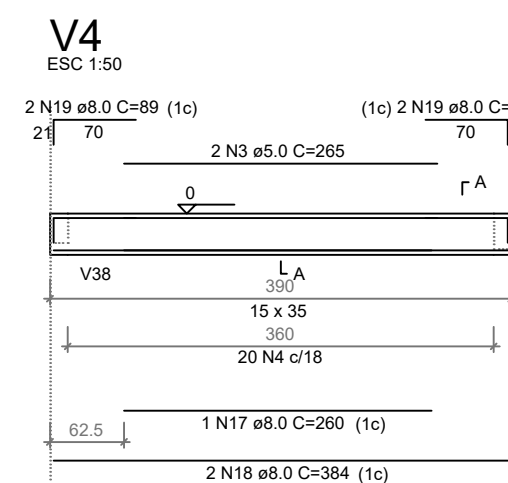 V4
ESC 1:50
2 N19 ø8.0 C=89 (1c)
(1c) 2 N19 ø8.0 C=
21
70
70
2 N3 ø5.0 C=265
A
0
V38
A
390
15 x 35
360
20 N4 c/18
62.5
1 N17 ø8.0 C=260 (1c)
2 N18 ø8.0 C=384 (1c)